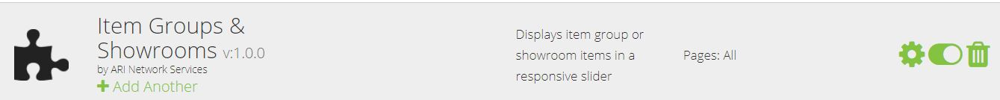 Item Groups &
Showrooms v:1.0.0
by ARI Network Services
+ Add Another
Displays item group or
showroom items in a
responsive slider
Pages: All